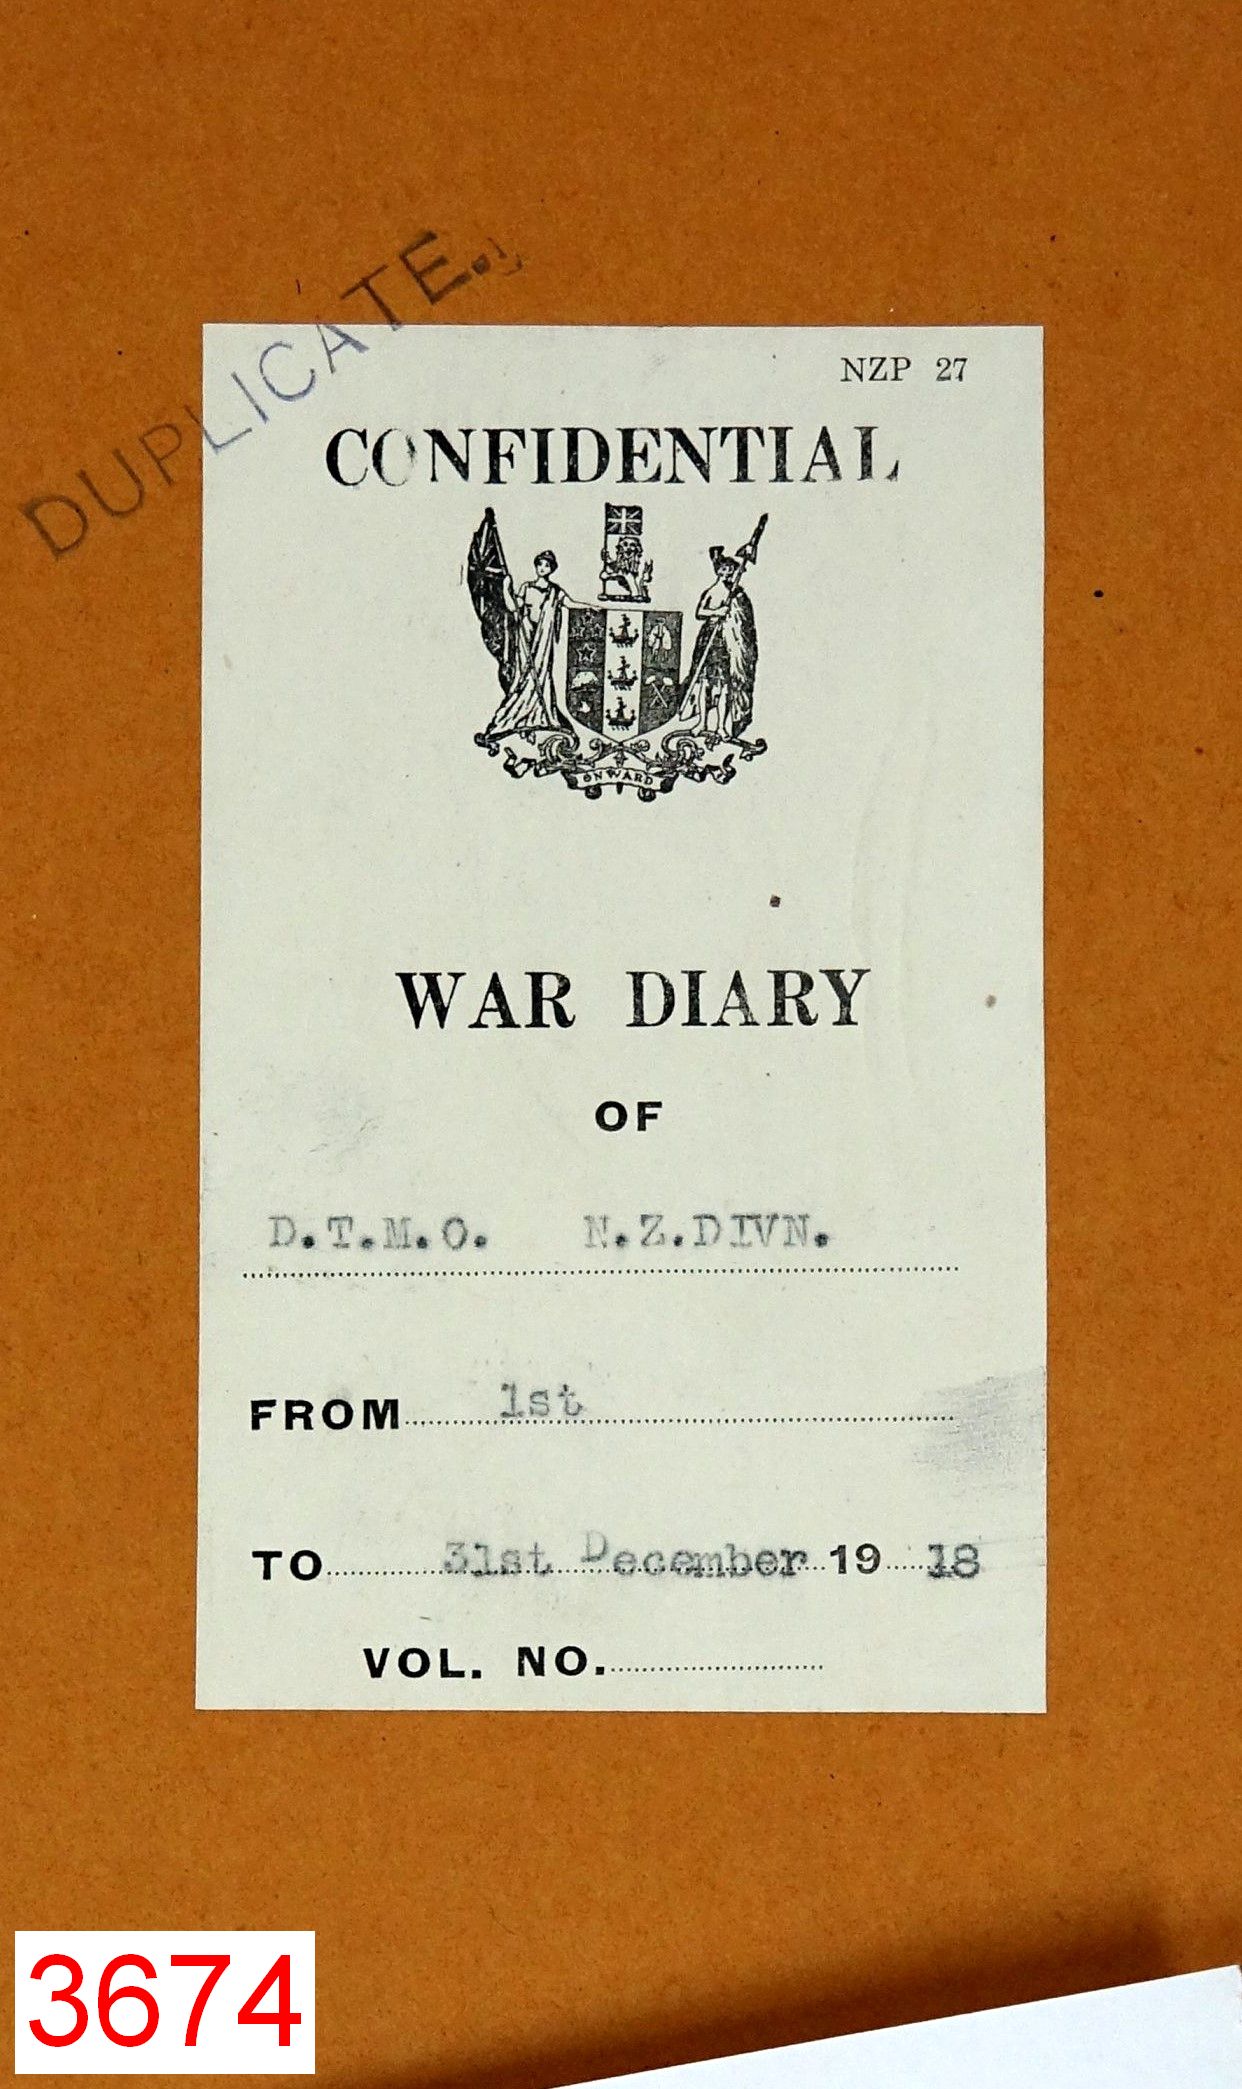 DUPLICATE.
NZP 27
CONFIDENTIAL
ONWARD
WAR DIARY
OF
D.T.M.O. N.Z.DIVN.
FROM 1st
TO 31st December 19 18
VOL. NO.
3674